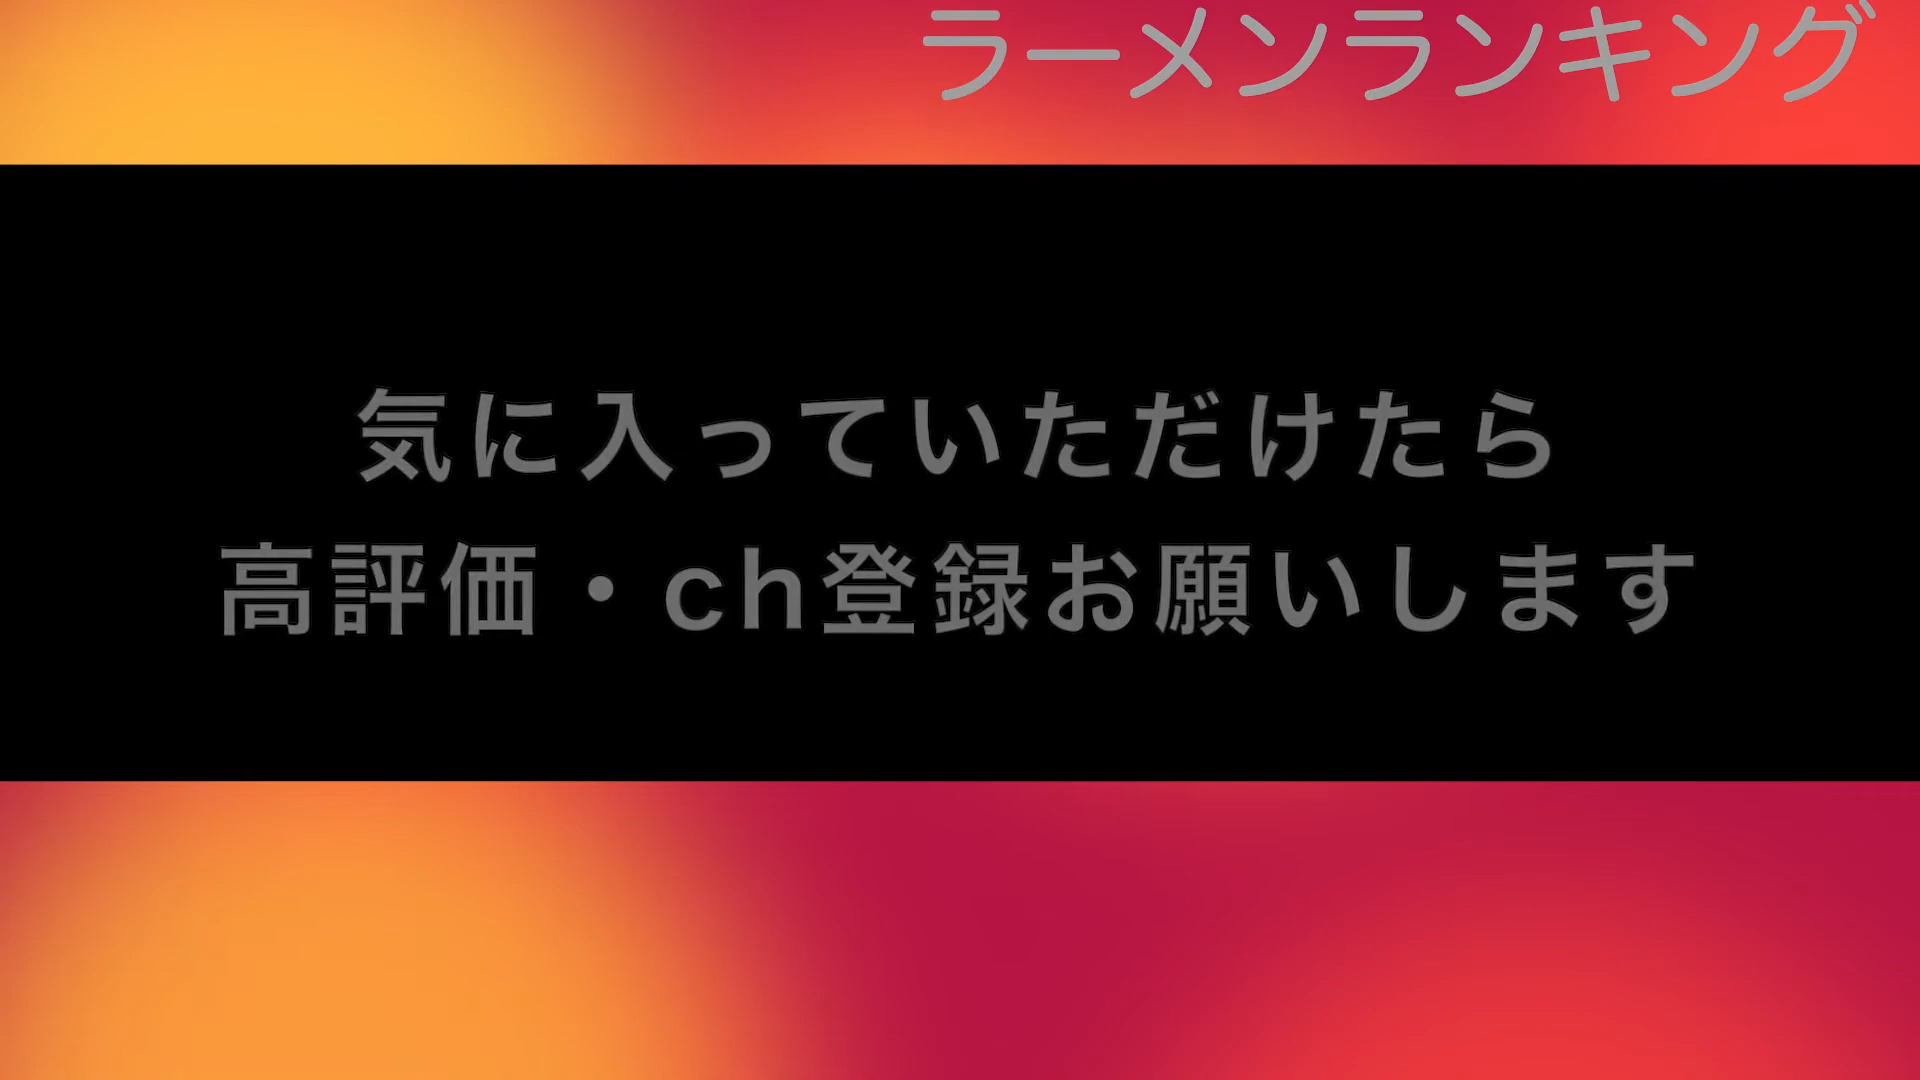 ラーメンランキング
気に入っていただけたら
高評価・ch登録お願いします